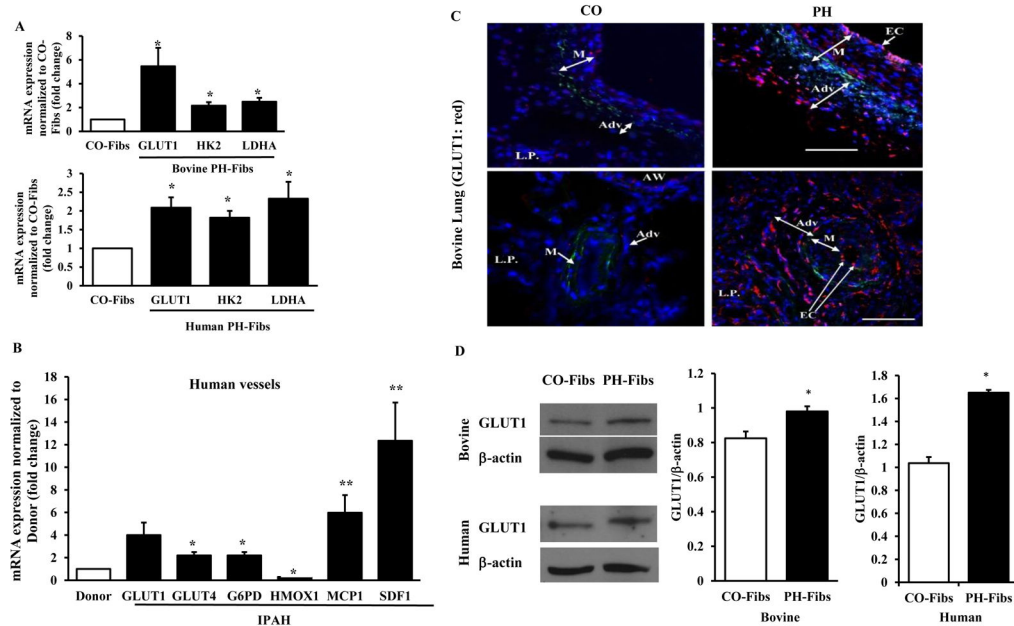 A
mRNA expression
normalized to CO-
Fibs (fold change)
8
7
6
5
4
3
2
1
0
*
*
*
CO-Fibs GLUT1 HK2 LDHA
Bovine PH-Fibs
mRNA expression
normalized to CO-Fibs
(fold change)
3
2.5
2
1.5
1
0.5
0
*
*
*
CO-Fibs GLUT1 HK2 LDHA
Human PH-Fibs
B
Human vessels
mRNA expression normalized to
Donor (fold change)
18
16
14
12
10
8
6
4
2
0
*
*
*
**
**
Donor GLUT1 GLUT4 G6PD HMOX1 MCP1 SDF1
IPAH
C
CO PH
Bovine Lung (GLUT1: red)
M
Adv
L.P.
EC
M
Adv
AW
Adv
M
L.P.
Adv
M
L.P.
EC
D
CO-Fibs PH-Fibs
Bovine
GLUT1
β-actin
Human
GLUT1
β-actin
GLUT1/β-actin
1.2
1
0.8
0.6
0.4
0.2
0
*
CO-Fibs PH-Fibs
Bovine
GLUT1/β-actin
1.8
1.6
1.4
1.2
1
0.8
0.6
0.4
0.2
0
*
CO-Fibs PH-Fibs
Human